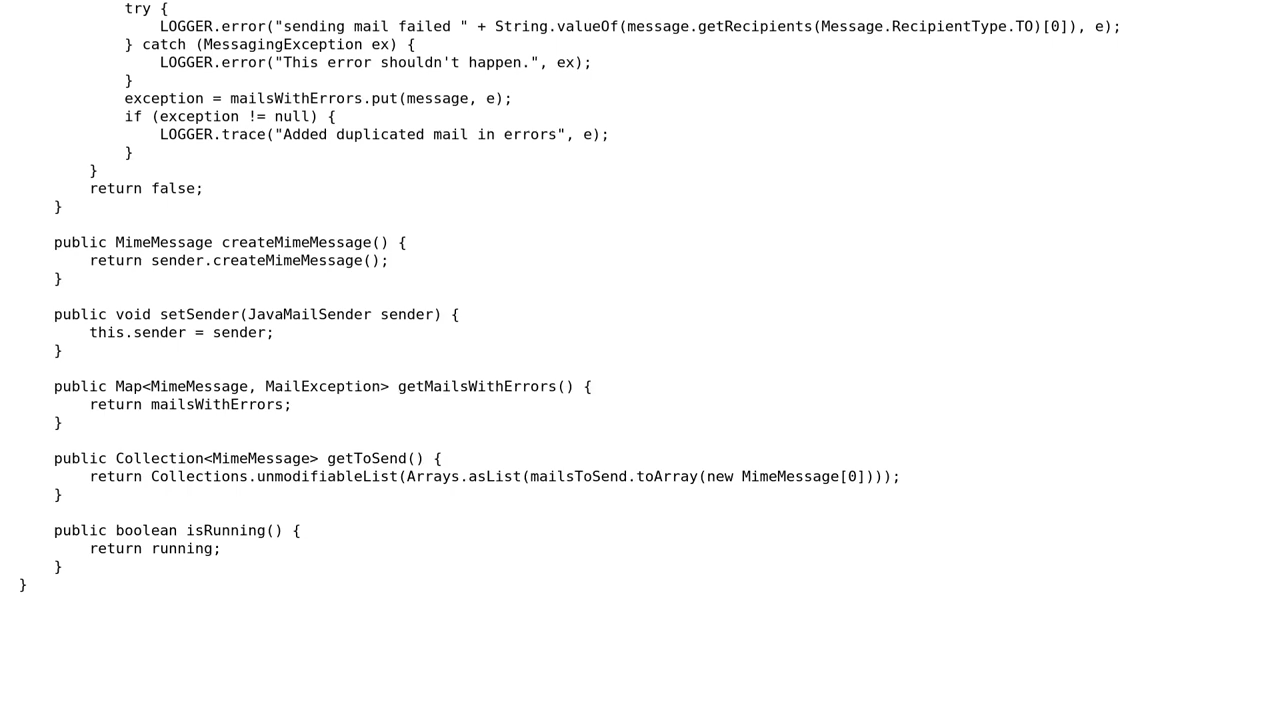 try {
LOGGER.error("sending mail failed " + String.valueOf(message.getRecipients(Message.RecipientType.TO)[0]), e);
} catch (MessagingException ex) {
LOGGER.error("This error shouldn't happen.", ex);
}
exception = mailsWithErrors.put(message, e);
if (exception != null) {
LOGGER.trace("Added duplicated mail in errors", e);
}
}
return false;
}
public MimeMessage createMimeMessage() {
return sender.createMimeMessage();
}
public void setSender(JavaMailSender sender) {
this.sender = sender;
}
public Map<MimeMessage, MailException> getMailsWithErrors() {
return mailsWithErrors;
}
public Collection<MimeMessage> getToSend() {
return Collections.unmodifiableList(Arrays.asList(mailsToSend.toArray(new MimeMessage[0])));
}
public boolean isRunning() {
return running;
}
}